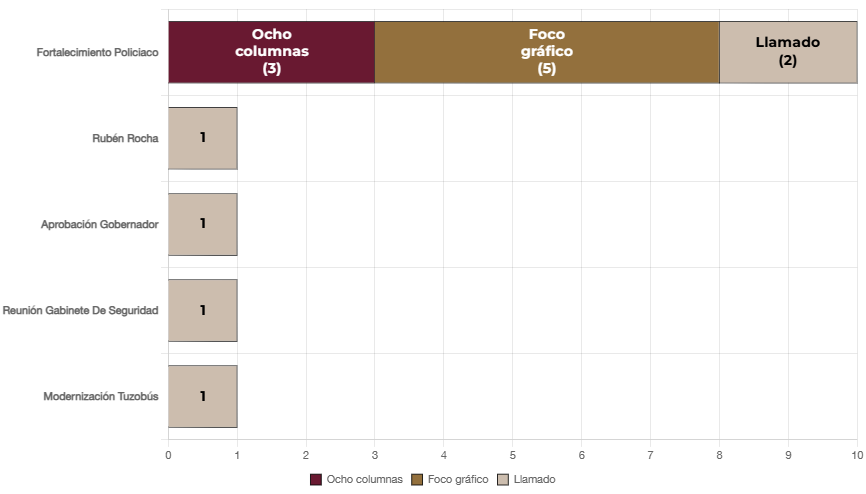 Fortalecimiento Policiaco
Ocho
columnas
(3)
Foco
gráfico
(5)
Llamado
(2)
Rubén Rocha
1
Aprobación Gobernador
1
Reunión Gabinete De Seguridad
1
Modernización Tuzobús
1
0 1 2 3 4 5 6 7 8 9 10
Ocho columnas Foco gráfico Llamado